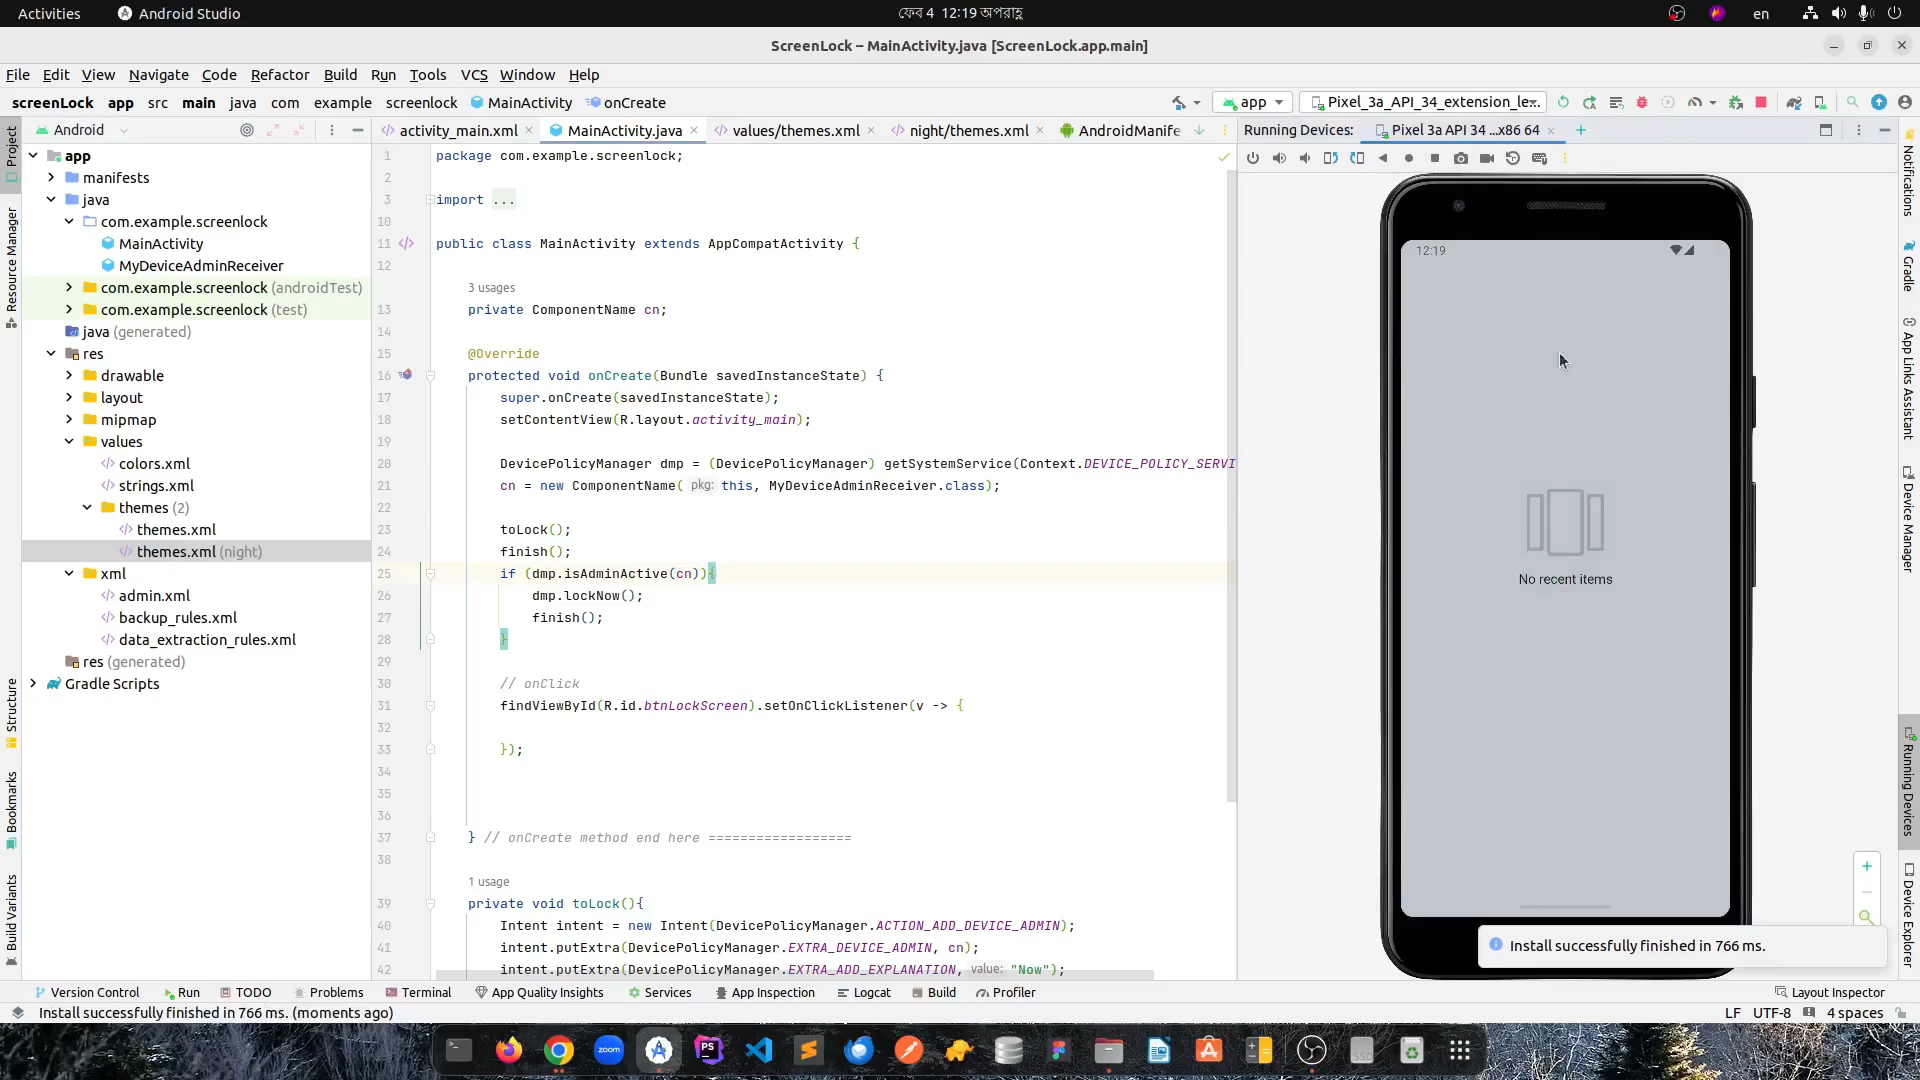 Activities
Android Studio
ফেব 4 12:19 অপরাহ্ণ
en
ScreenLock – MainActivity.java [ScreenLock.app.main]
File Edit View Navigate Code Refactor Build Run Tools VCS Window Help
screenLock app src main java com example screenlock MainActivity onCreate
app
Pixel_3a_API_34_extension_le..
Android
activity_main.xml
MainActivity.java
values/themes.xml
night/themes.xml
AndroidManife
Running Devices:
Pixel 3a API 34 ...x86 64
Project
Resource Manager
Structure
Bookmarks
Build Variants
app
manifests
java
com.example.screenlock
MainActivity
MyDeviceAdminReceiver
com.example.screenlock (androidTest)
com.example.screenlock (test)
java (generated)
res
drawable
layout
mipmap
values
colors.xml
strings.xml
themes (2)
themes.xml
themes.xml (night)
xml
admin.xml
backup_rules.xml
data_extraction_rules.xml
res (generated)
Gradle Scripts
1 package com.example.screenlock;
2
3 import ...
10
11 public class MainActivity extends AppCompatActivity {
12
3 usages
13 private ComponentName cn;
14
15 @Override
16 protected void onCreate(Bundle savedInstanceState) {
17 super.onCreate(savedInstanceState);
18 setContentView(R.layout.activity_main);
19
20 DevicePolicyManager dmp = (DevicePolicyManager) getSystemService(Context.DEVICE_POLICY_SERVI
21 cn = new ComponentName( pkg: this, MyDeviceAdminReceiver.class);
22
23 toLock();
24 finish();
25 if (dmp.isAdminActive(cn)){
26 dmp.lockNow();
27 finish();
28 }
29
30 // onClick
31 findViewById(R.id.btnLockScreen).setOnClickListener(v -> {
32
33 });
34
35
36
37 } // onCreate method end here ==================
38
1 usage
39 private void toLock(){
40 Intent intent = new Intent(DevicePolicyManager.ACTION_ADD_DEVICE_ADMIN);
41 intent.putExtra(DevicePolicyManager.EXTRA_DEVICE_ADMIN, cn);
42 intent.putExtra(DevicePolicyManager.EXTRA_ADD_EXPLANATION, value: "Now");
12:19
No recent items
Install successfully finished in 766 ms.
Notifications
Gradle
App Links Assistant
Device Manager
Running Devices
Device Explorer
Version Control Run TODO Problems Terminal App Quality Insights Services App Inspection Logcat Build Profiler
Layout Inspector
Install successfully finished in 766 ms. (moments ago)
LF UTF-8 4 spaces
zoom
PS
SSD